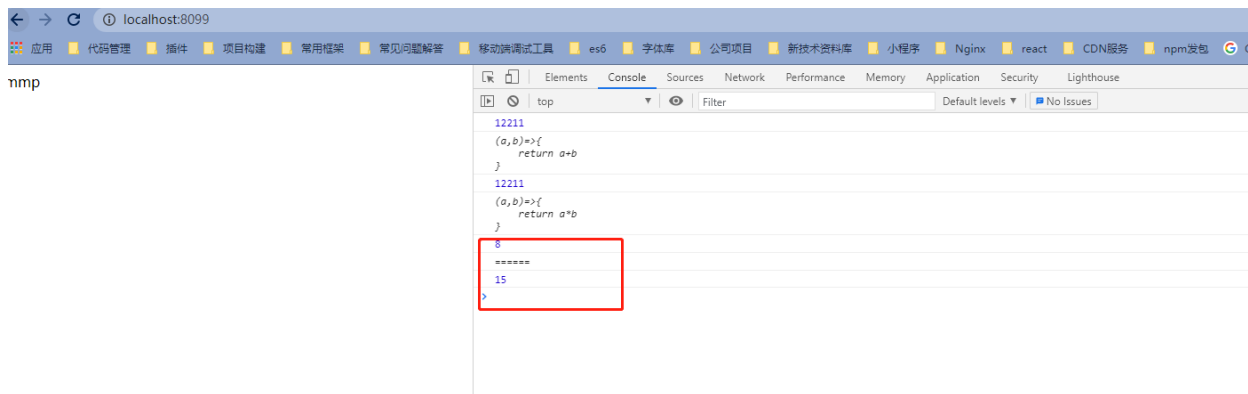 localhost:8099
应用 代码管理 插件 项目构建 常用框架 常见问题解答 移动端调试工具 es6 字体库 公司项目 新技术资料库 小程序 Nginx react CDN服务 npm发包
mmp
Elements Console Sources Network Performance Memory Application Security Lighthouse
top Filter Default levels No Issues
12211
(a,b)=>{
return a+b
}
12211
(a,b)=>{
return a*b
}
8
======
15